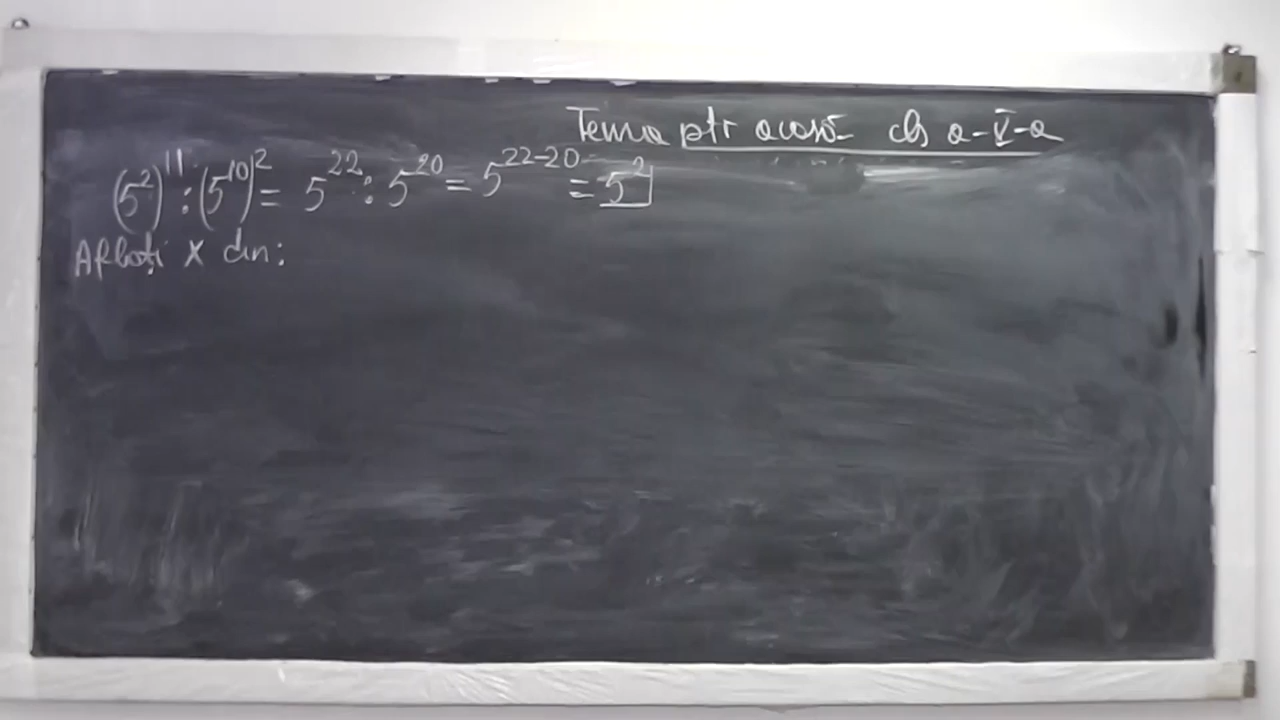 Tema ptr acasă cls a-V-a
(5²)¹¹:(5¹⁰)² = 5²²:5²⁰ = 5²²⁻²⁰ = 5²
Aflați X din: